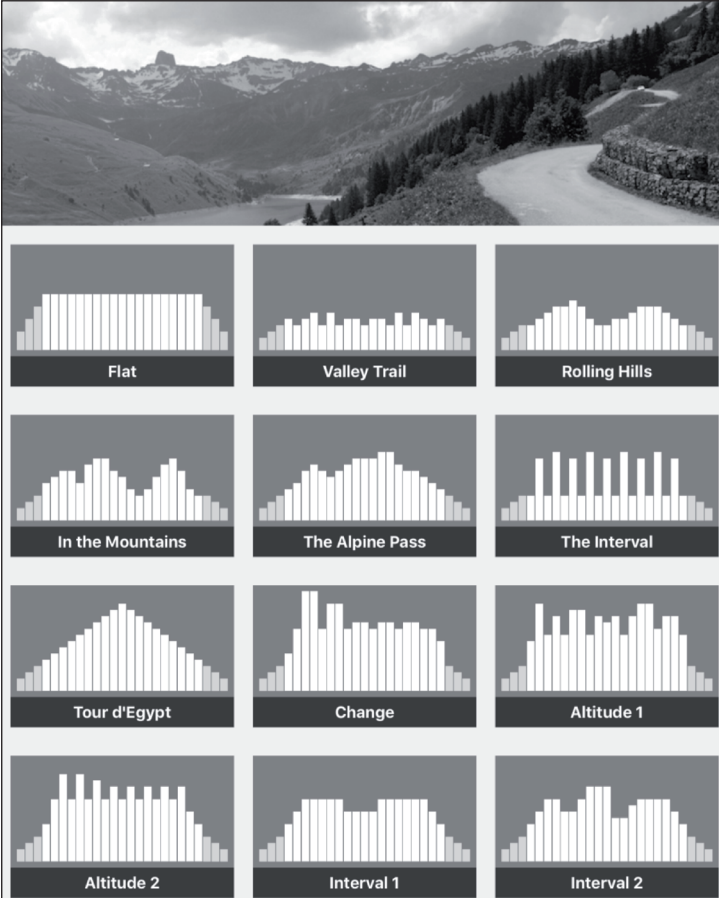 Flat
Valley Trail
Rolling Hills
In the Mountains
The Alpine Pass
The Interval
Tour d'Egypt
Change
Altitude 1
Altitude 2
Interval 1
Interval 2